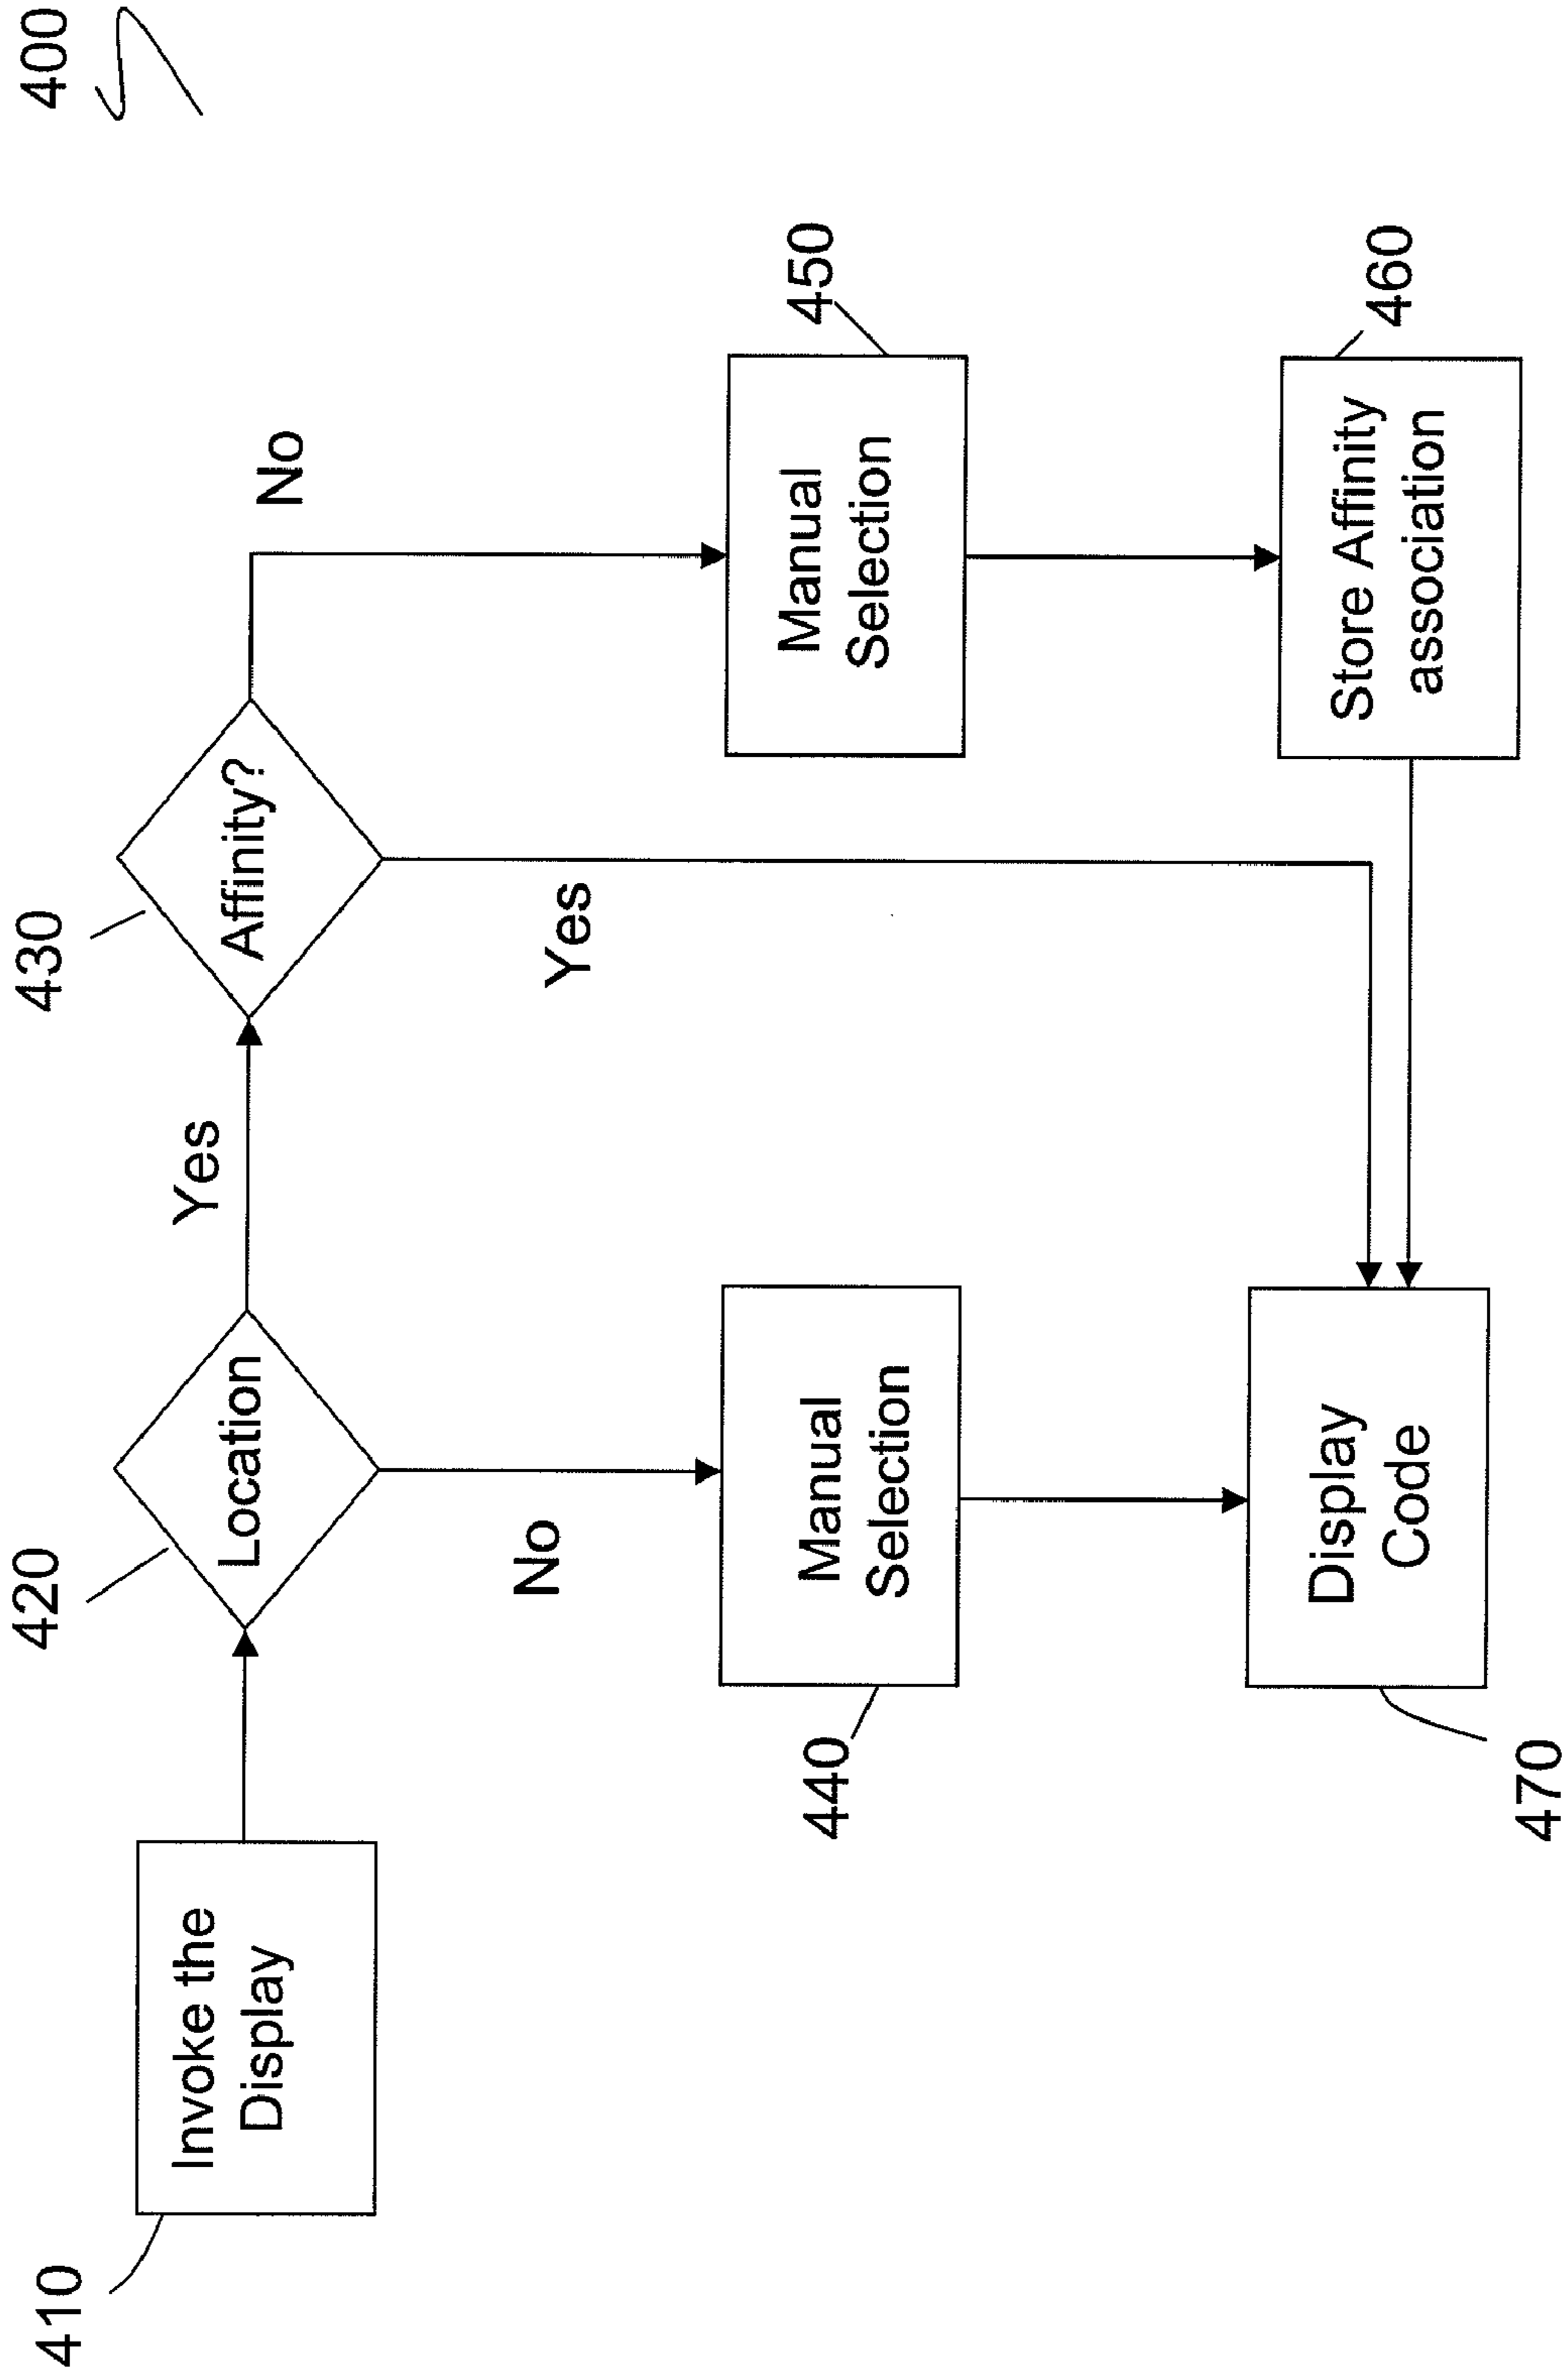 400
410
Invoke the
Display
420
Location
Yes
430
Affinity?
No
No
Yes
440
Manual
Selection
450
Manual
Selection
470
Display
Code
460
Store Affinity
association